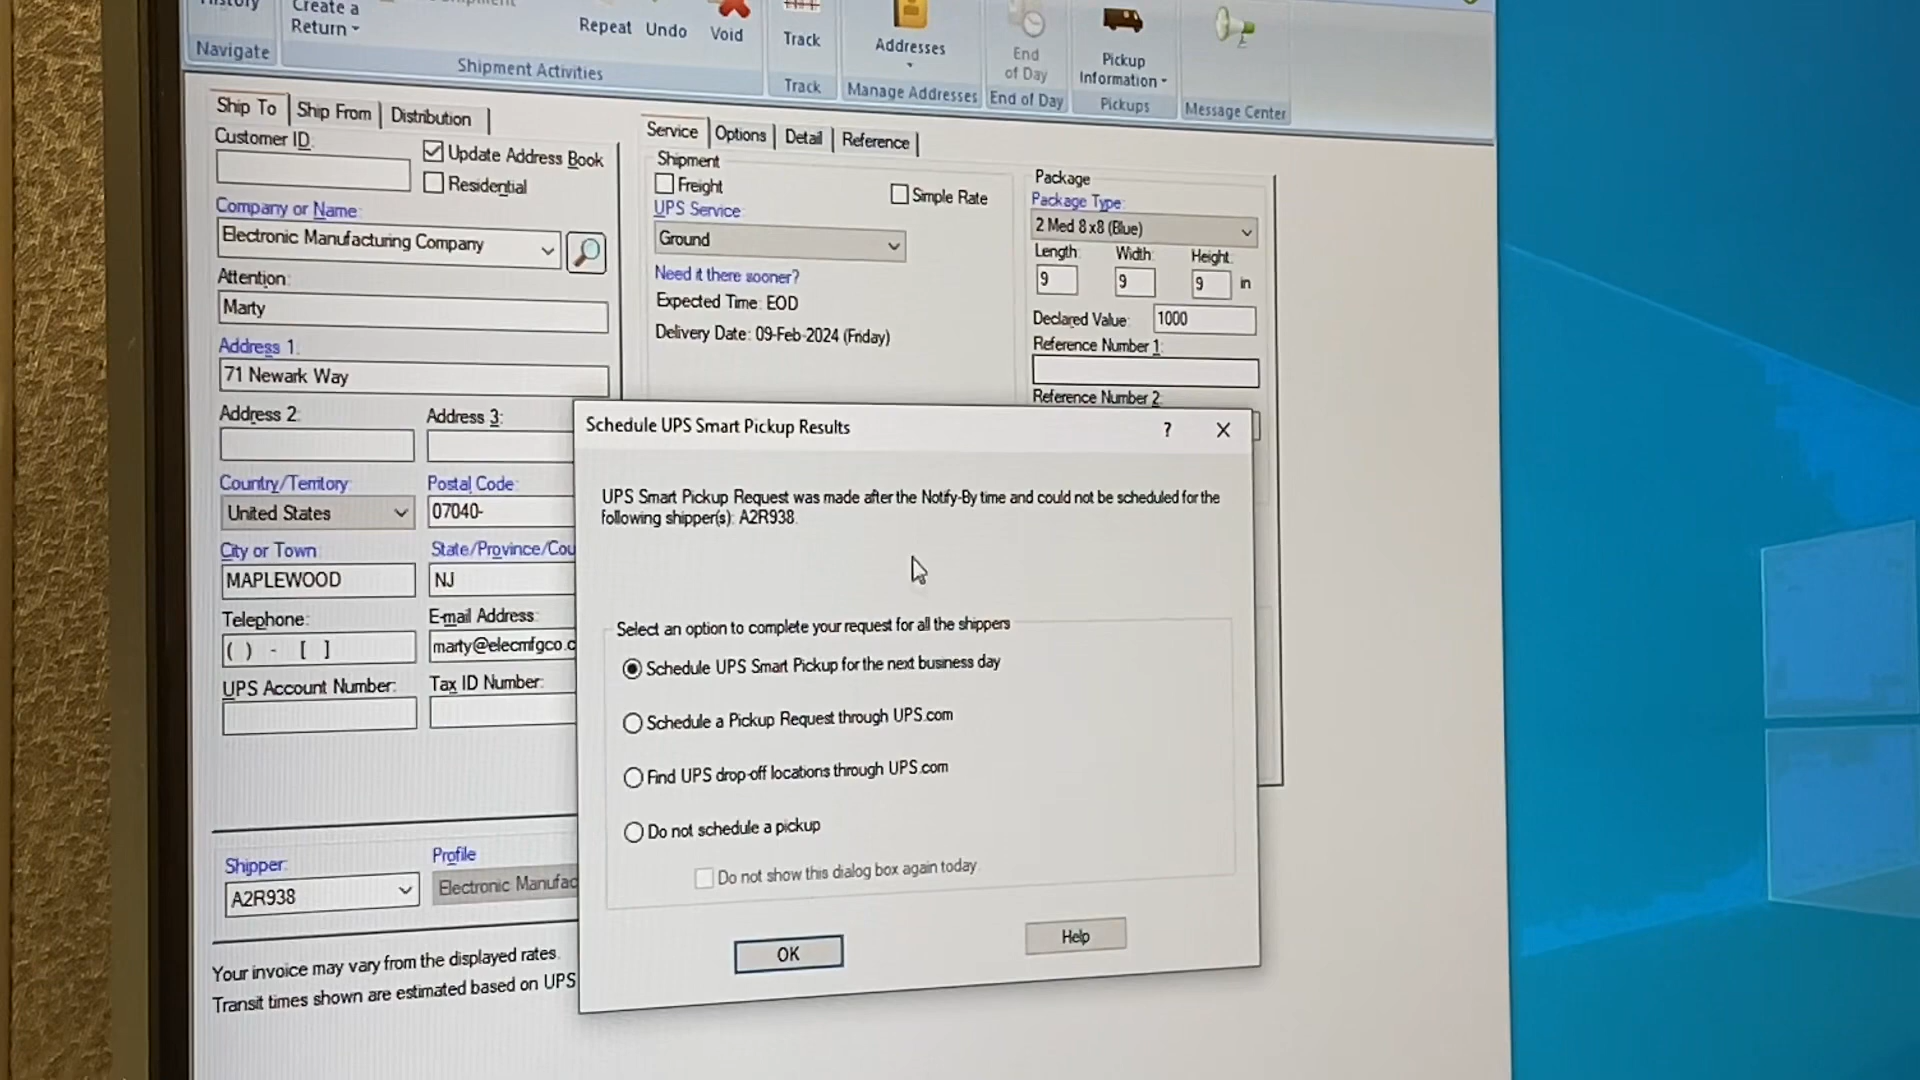 History
Create a
Return
Repeat
Undo
Void
Track
Addresses
End
of Day
Pickup
Information
Navigate
Shipment Activities
Track
Manage Addresses
End of Day
Pickups
Message Center
Ship To
Ship From
Distribution
Customer ID:
Update Address Book
Residential
Company or Name:
Electronic Manufacturing Company
Attention:
Marty
Address 1:
71 Newark Way
Address 2:
Address 3:
Country/Territory:
Postal Code:
United States
07040-
City or Town
State/Province/Cou
MAPLEWOOD
NJ
Telephone:
E-mail Address:
( ) - [ ]
marty@elecmfgco.c
UPS Account Number:
Tax ID Number:
Shipper:
Profile
A2R938
Electronic Manufac
Your invoice may vary from the displayed rates.
Transit times shown are estimated based on UPS
Service
Options
Detail
Reference
Shipment
Freight
Simple Rate
UPS Service
Ground
Need it there sooner?
Expected Time: EOD
Delivery Date: 09-Feb-2024 (Friday)
Package
Package Type:
2 Med 8x8 (Blue)
Length:
Width:
Height:
9
9
9
in
Declared Value:
1000
Reference Number 1:
Reference Number 2:
Schedule UPS Smart Pickup Results
?
UPS Smart Pickup Request was made after the Notify-By time and could not be scheduled for the
following shipper(s): A2R938.
Select an option to complete your request for all the shippers
Schedule UPS Smart Pickup for the next business day
Schedule a Pickup Request through UPS.com
Find UPS drop-off locations through UPS.com
Do not schedule a pickup
Do not show this dialog box again today.
OK
Help